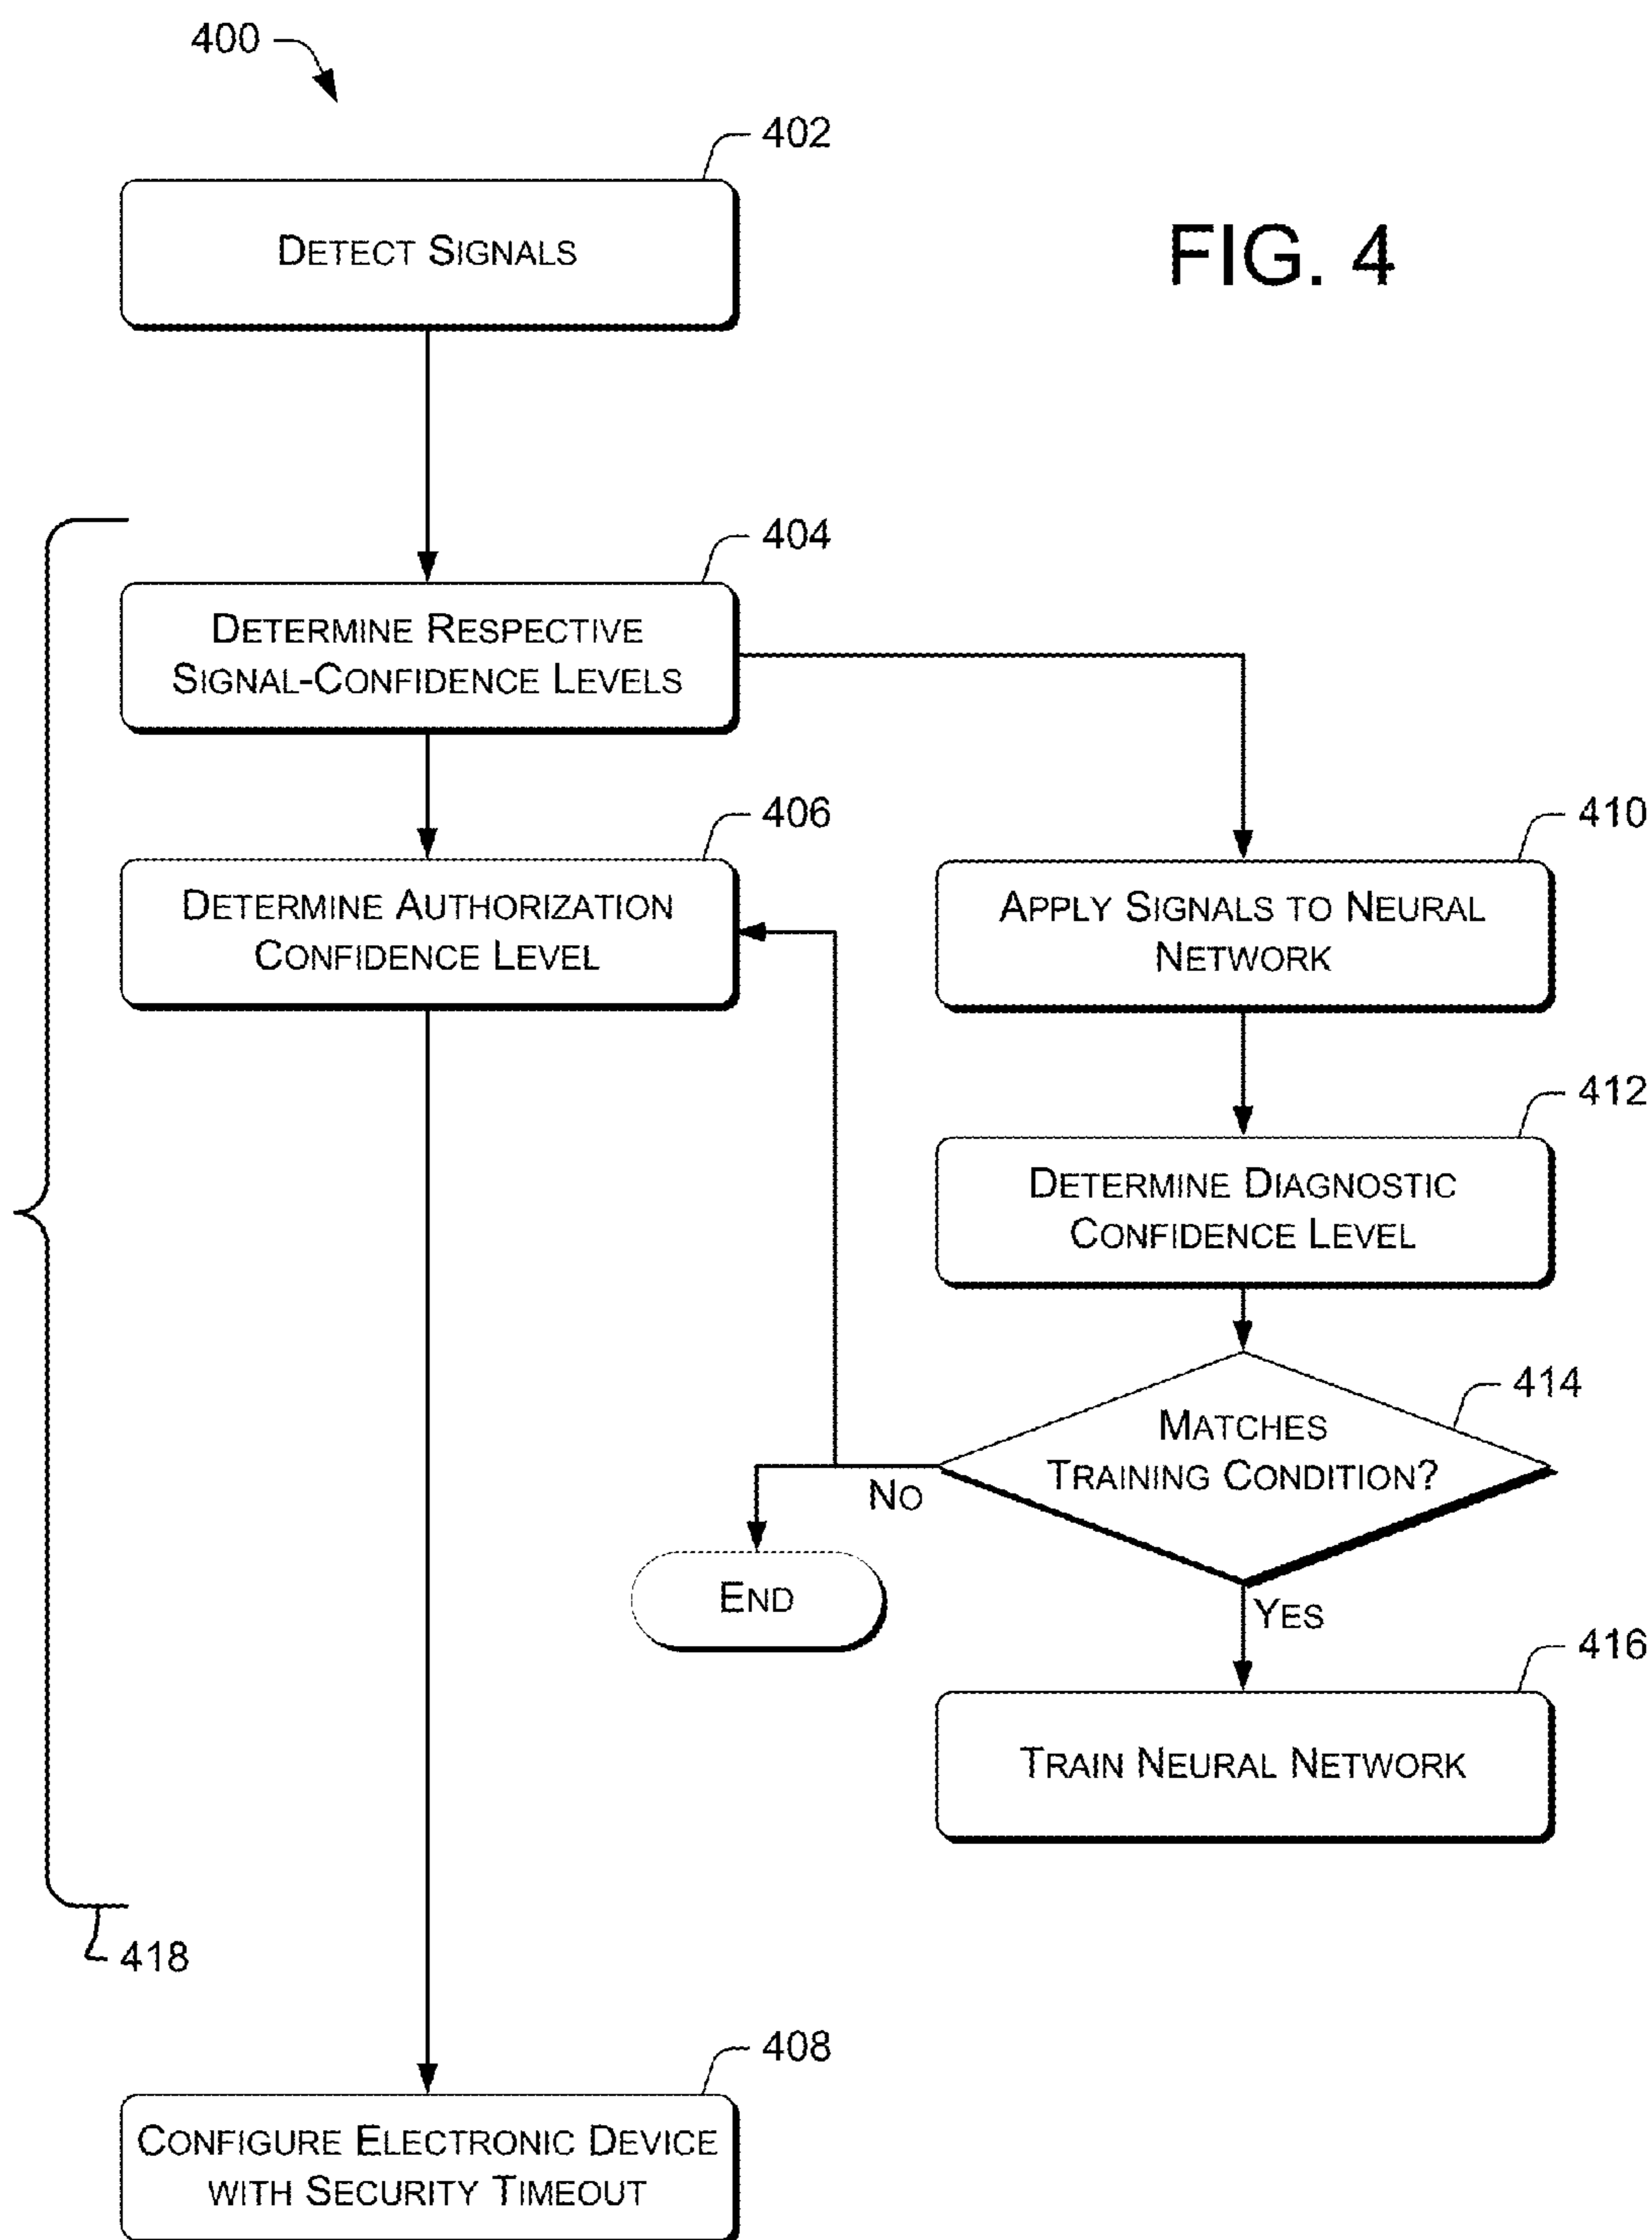 400
402
DETECT SIGNALS
FIG. 4
404
DETERMINE RESPECTIVE
SIGNAL-CONFIDENCE LEVELS
406
DETERMINE AUTHORIZATION
CONFIDENCE LEVEL
410
APPLY SIGNALS TO NEURAL
NETWORK
412
DETERMINE DIAGNOSTIC
CONFIDENCE LEVEL
414
MATCHES
TRAINING CONDITION?
NO
END
YES
416
TRAIN NEURAL NETWORK
418
408
CONFIGURE ELECTRONIC DEVICE
WITH SECURITY TIMEOUT